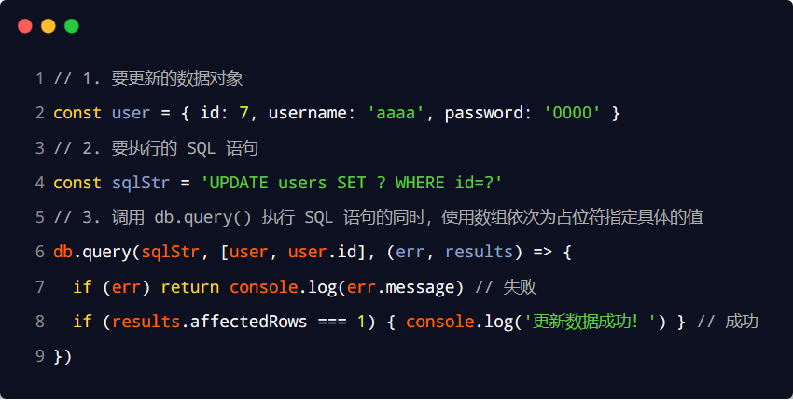 1 // 1. 要更新的数据对象
2 const user = { id: 7, username: 'aaaa', password: '0000' }
3 // 2. 要执行的 SQL 语句
4 const sqlStr = 'UPDATE users SET ? WHERE id=?'
5 // 3. 调用 db.query() 执行 SQL 语句的同时，使用数组依次为占位符指定具体的值
6 db.query(sqlStr, [user, user.id], (err, results) => {
7   if (err) return console.log(err.message) // 失败
8   if (results.affectedRows === 1) { console.log('更新数据成功！') } // 成功
9 })